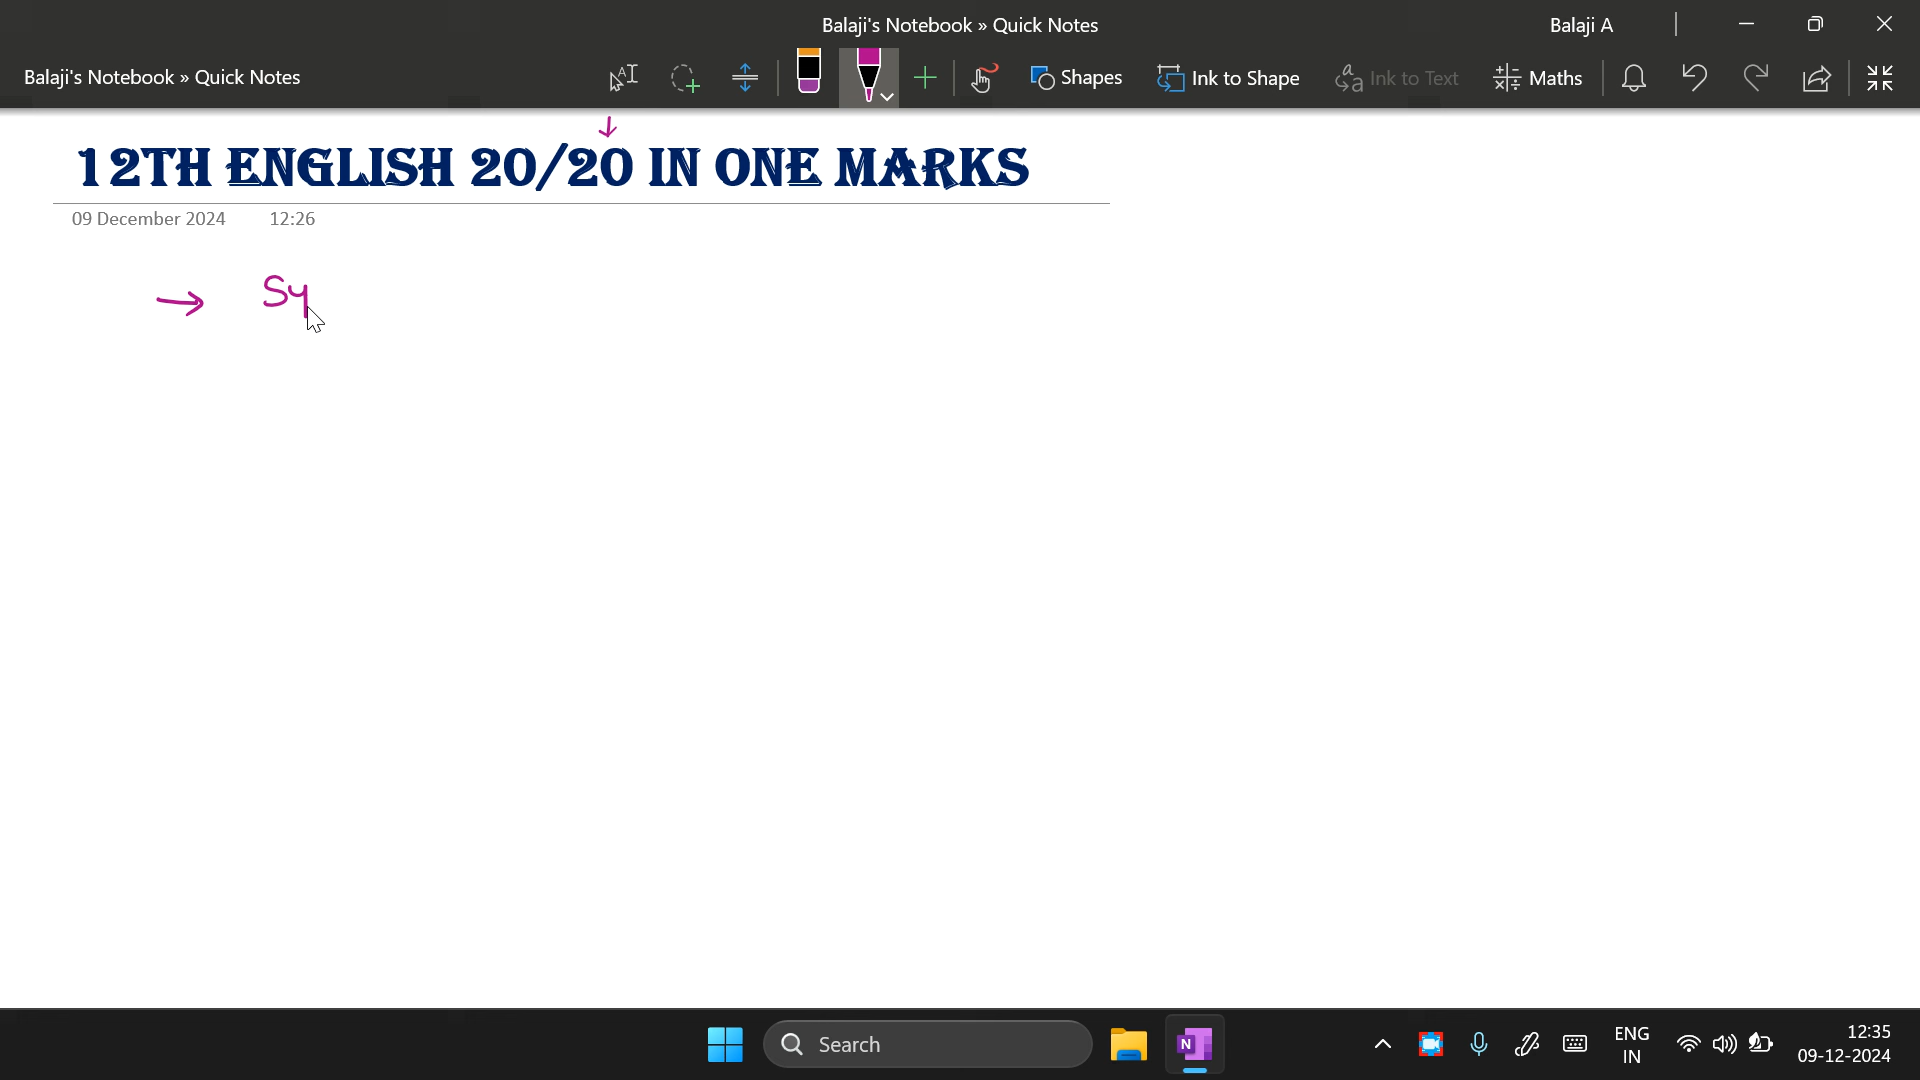 Balaji's Notebook » Quick Notes
Balaji A
Balaji's Notebook » Quick Notes
Shapes
Ink to Shape
Ink to Text
Maths
12TH ENGLISH 20/20 IN ONE MARKS
09 December 2024 12:26
Sy
Search
ENG
IN
12:35
09-12-2024